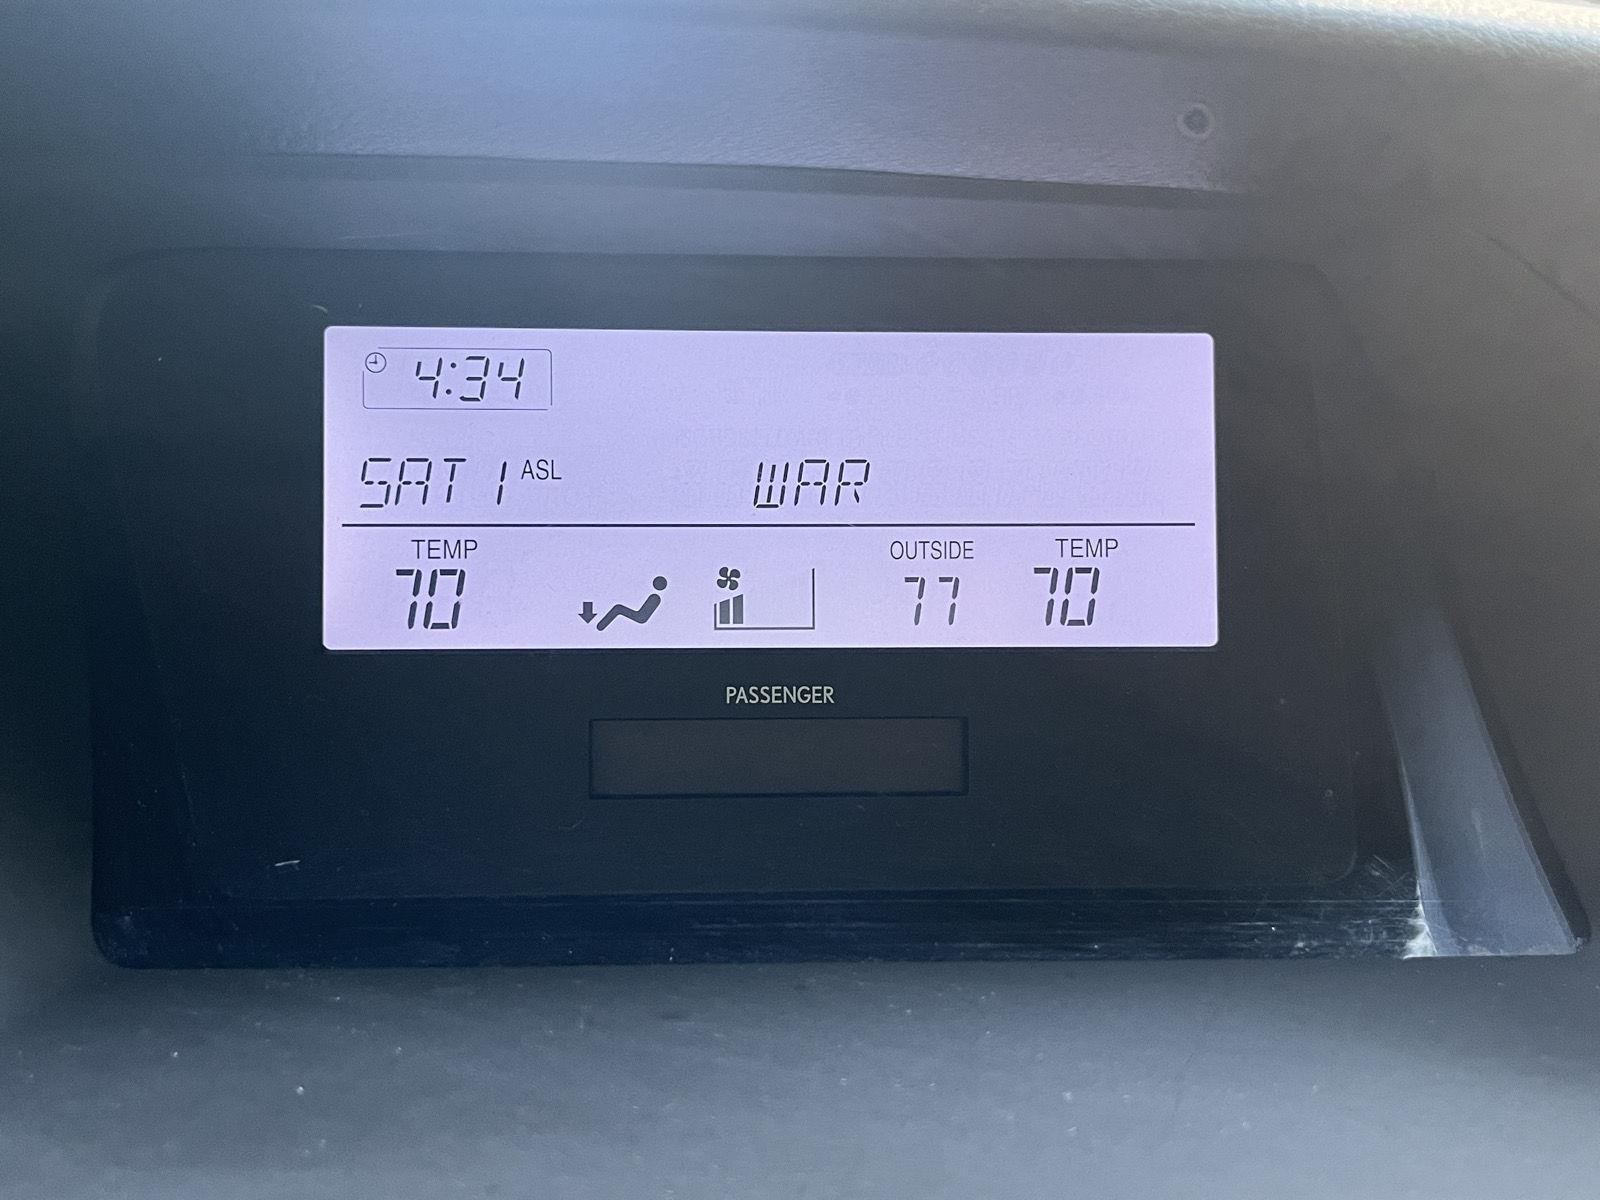 4:34
SAT 1 ASL WAR
TEMP OUTSIDE TEMP
70 77 70
PASSENGER